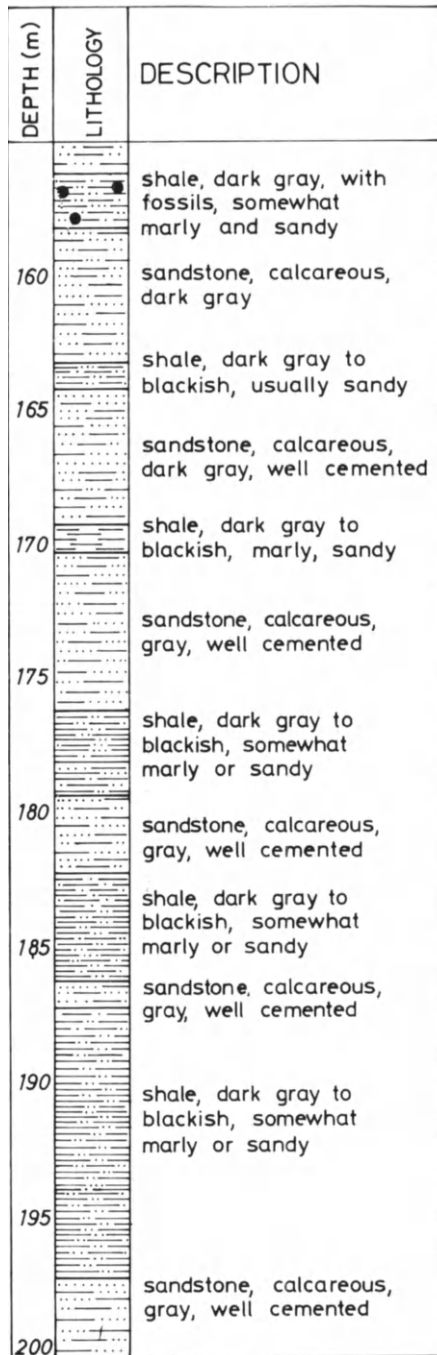 DEPTH (m)
LITHOLOGY
DESCRIPTION
shale, dark gray, with
fossils, somewhat
marly and sandy
160
sandstone, calcareous,
dark gray
shale, dark gray to
blackish, usually sandy
165
sandstone, calcareous,
dark gray, well cemented
shale, dark gray to
blackish, marly, sandy
170
sandstone, calcareous,
gray, well cemented
175
shale, dark gray to
blackish, somewhat
marly or sandy
180
sandstone, calcareous,
gray, well cemented
shale, dark gray to
blackish, somewhat
marly or sandy
185
sandstone, calcareous,
gray, well cemented
190
shale, dark gray to
blackish, somewhat
marly or sandy
195
sandstone, calcareous,
gray, well cemented
200